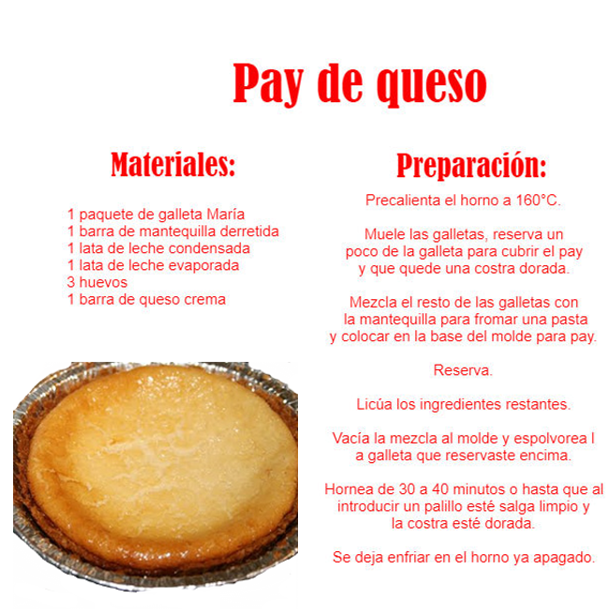 Pay de queso
Materiales:
1 paquete de galleta María
1 barra de mantequilla derretida
1 lata de leche condensada
1 lata de leche evaporada
3 huevos
1 barra de queso crema
Preparación:
Precalienta el horno a 160°C.
Muele las galletas, reserva un
poco de la galleta para cubrir el pay
y que quede una costra dorada.
Mezcla el resto de las galletas con
la mantequilla para fromar una pasta
y colocar en la base del molde para pay.
Reserva.
Licúa los ingredientes restantes.
Vacía la mezcla al molde y espolvorea l
a galleta que reservaste encima.
Hornea de 30 a 40 minutos o hasta que al
introducir un palillo esté salga limpio y
la costra esté dorada.
Se deja enfriar en el horno ya apagado.